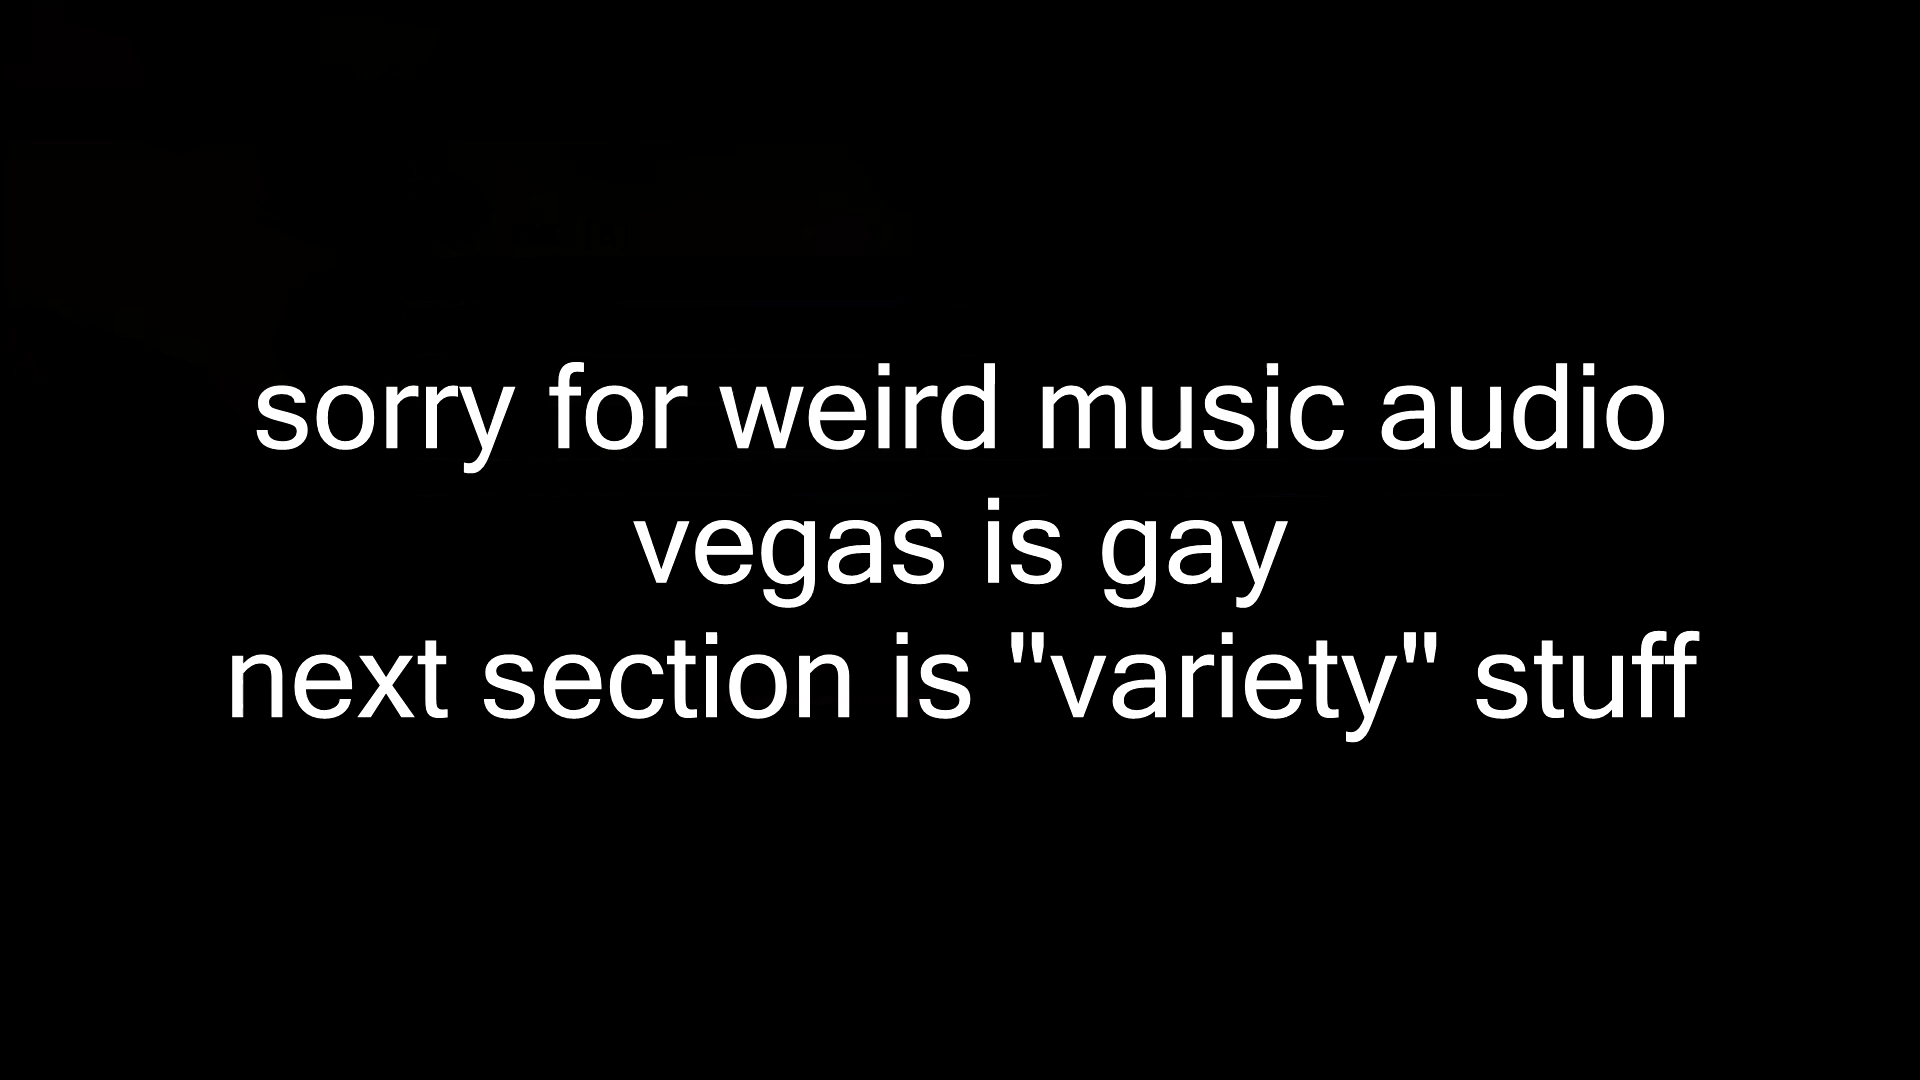 sorry for weird music audio
vegas is gay
next section is "variety" stuff